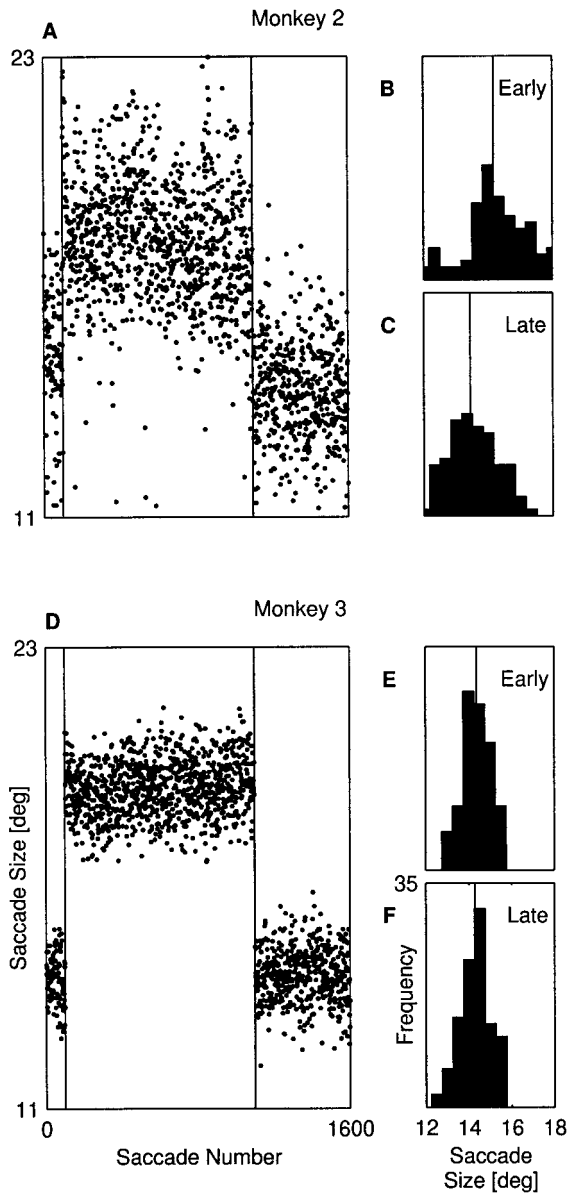 Monkey 2
A
23
11
B
Early
C
Late
Monkey 3
D
23
Saccade Size [deg]
11
0
1600
Saccade Number
E
Early
35
F
Late
Frequency
12 14 16 18
Saccade
Size [deg]